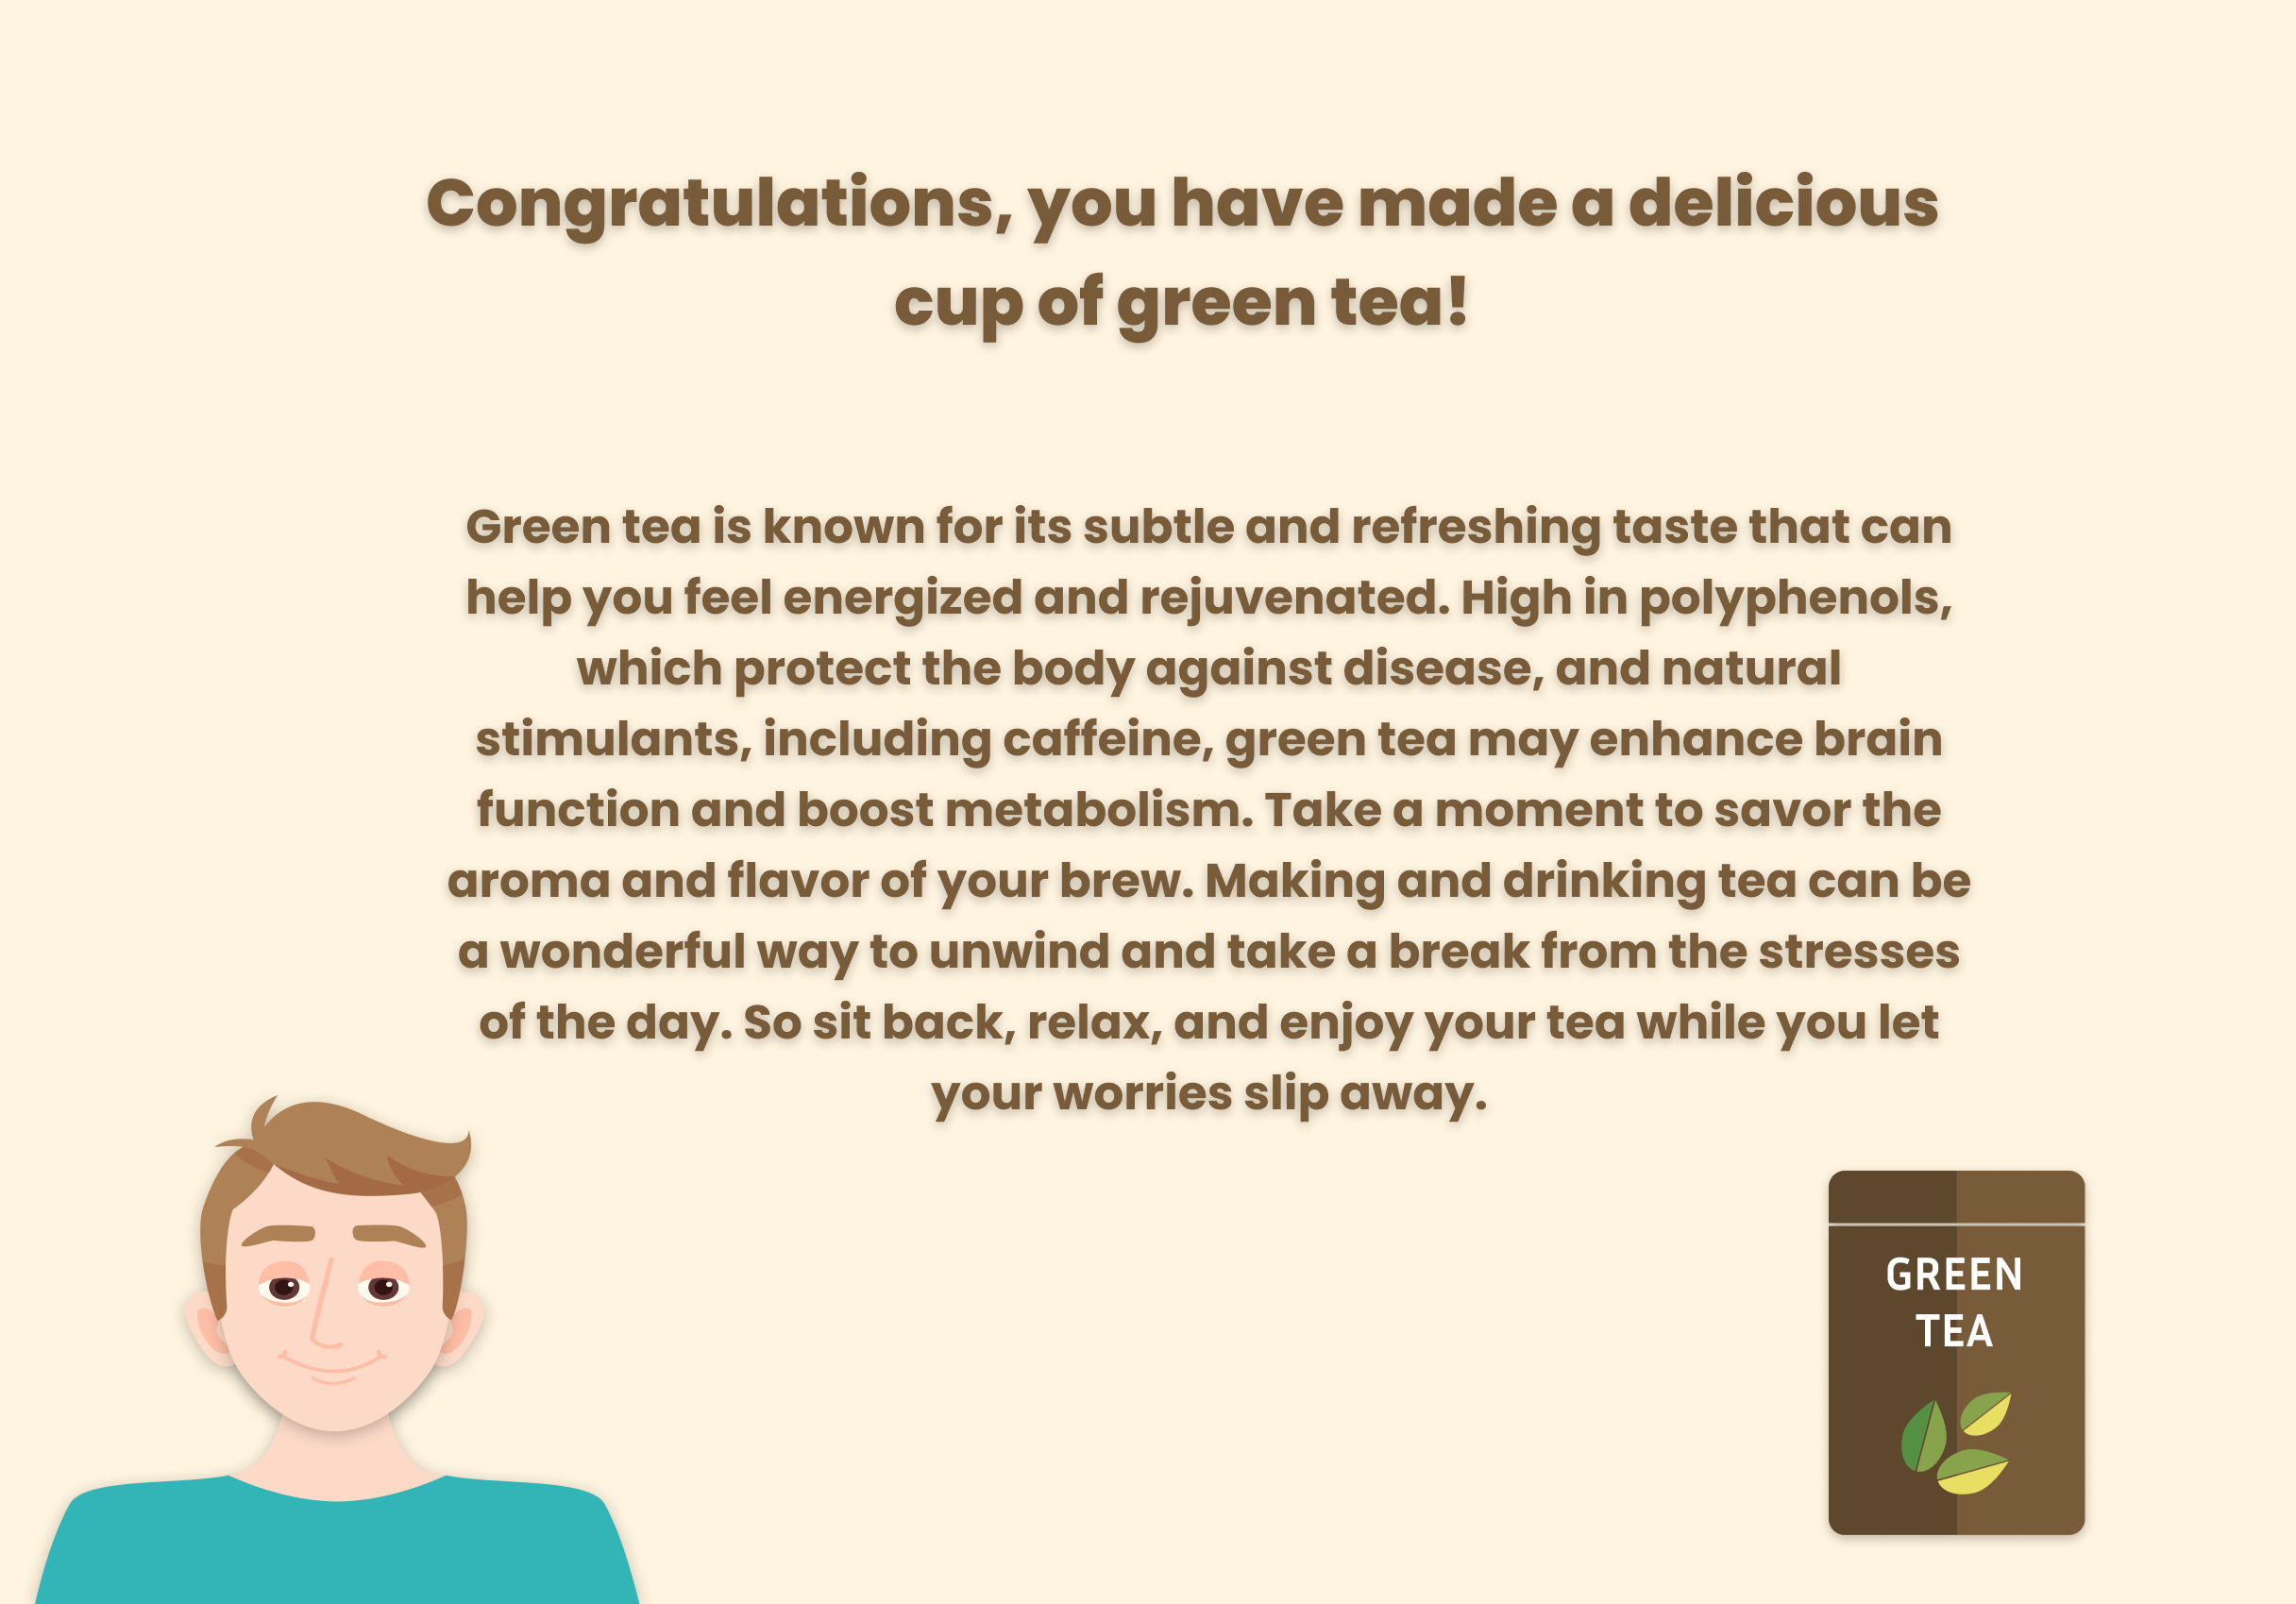 Congratulations, you have made a delicious
cup of green tea!
Green tea is known for its subtle and refreshing taste that can
help you feel energized and rejuvenated. High in polyphenols,
which protect the body against disease, and natural
stimulants, including caffeine, green tea may enhance brain
function and boost metabolism. Take a moment to savor the
aroma and flavor of your brew. Making and drinking tea can be
a wonderful way to unwind and take a break from the stresses
of the day. So sit back, relax, and enjoy your tea while you let
your worries slip away.
GREEN
TEA